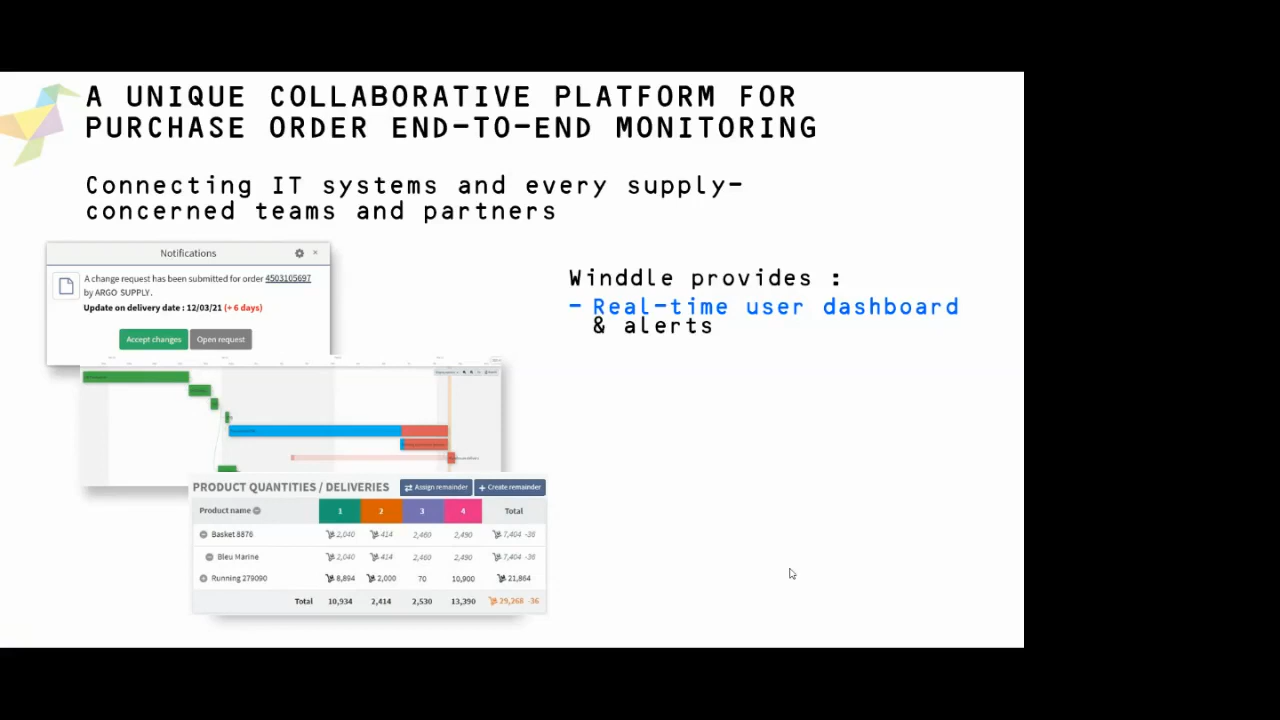 A UNIQUE COLLABORATIVE PLATFORM FOR
PURCHASE ORDER END-TO-END MONITORING
Connecting IT systems and every supply-
concerned teams and partners
Notifications
A change request has been submitted for order 4503105697
by ARGO SUPPLY.
Update on delivery date : 12/03/21 (+ 6 days)
Accept changes Open request
Winddle provides :
- Real-time user dashboard
& alerts
PRODUCT QUANTITIES / DELIVERIES Assign remainder + Create remainder
Product name 1 2 3 4 Total
Basket 8876 2,040 414 2,460 2,490 7,404 -36
Bleu Marine 2,040 414 2,460 2,490 7,404 -36
Running 279090 8,894 2,000 70 10,900 21,864
Total 10,934 2,414 2,530 13,390 29,268 -36